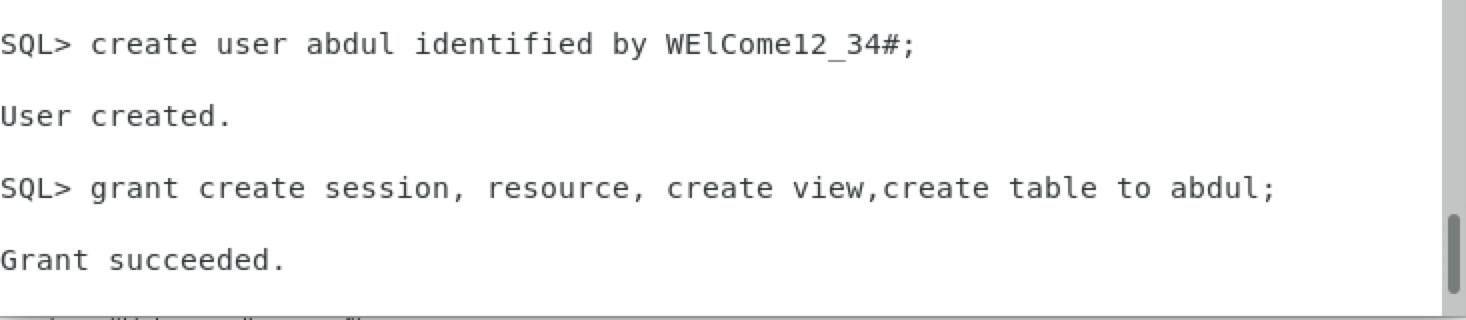 SQL> create user abdul identified by WElCome12_34#;
User created.
SQL> grant create session, resource, create view,create table to abdul;
Grant succeeded.